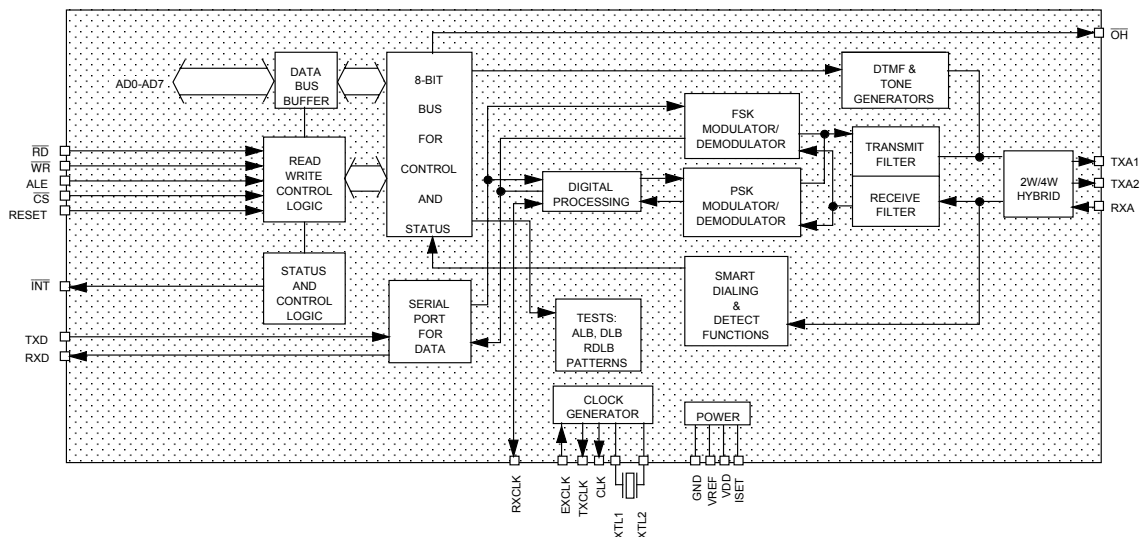 OH
AD0-AD7
DATA
BUS
BUFFER
8-BIT
BUS
FOR
CONTROL
AND
STATUS
DTMF &
TONE
GENERATORS
FSK
MODULATOR/
DEMODULATOR
RD
WR
ALE
CS
RESET
READ
WRITE
CONTROL
LOGIC
DIGITAL
PROCESSING
PSK
MODULATOR/
DEMODULATOR
TRANSMIT
FILTER
RECEIVE
FILTER
2W/4W
HYBRID
TXA1
TXA2
RXA
INT
STATUS
AND
CONTROL
LOGIC
SERIAL
PORT
FOR
DATA
TXD
RXD
TESTS:
ALB, DLB
RDLB
PATTERNS
SMART
DIALING
&
DETECT
FUNCTIONS
CLOCK
GENERATOR
POWER
RXCLK
EXCLK
TXCLK
CLK
XTL1
XTL2
GND
VREF
VDD
ISET